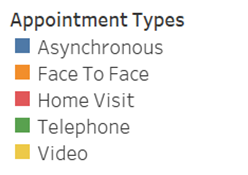 Appointment Types
Asynchronous
Face To Face
Home Visit
Telephone
Video